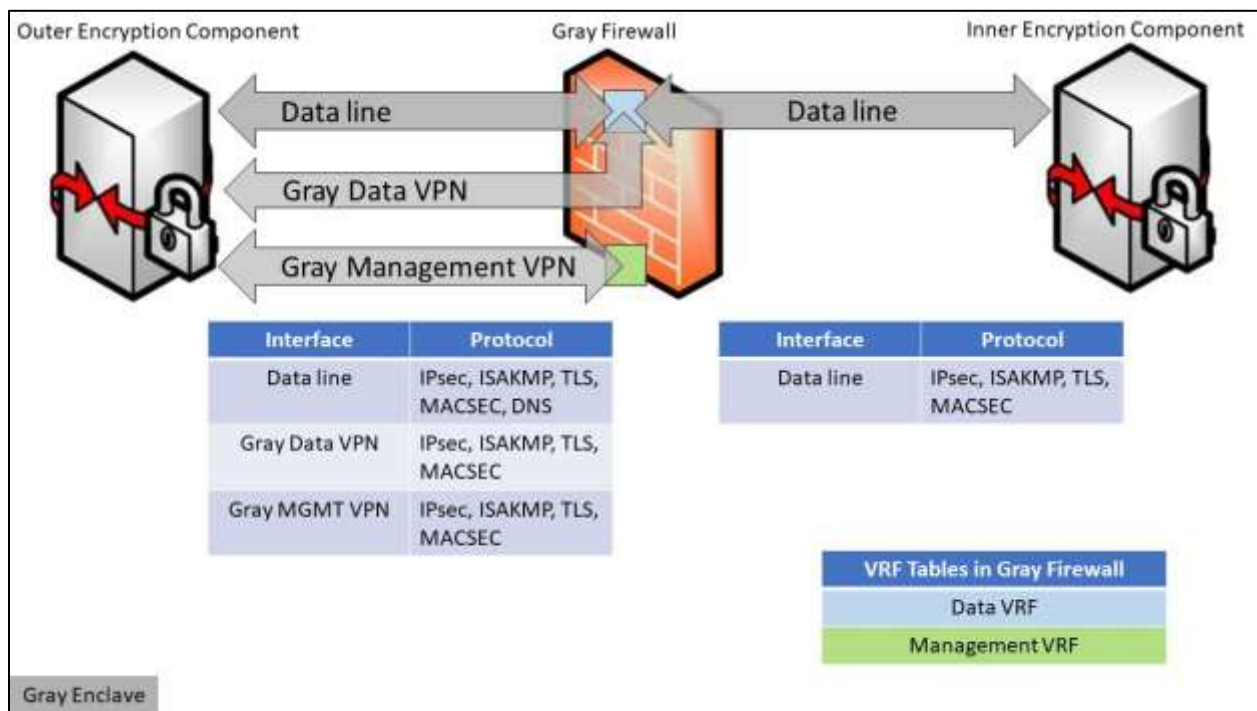 Outer Encryption Component
Gray Firewall
Inner Encryption Component
Data line
Data line
Gray Data VPN
Gray Management VPN
Interface Protocol
Data line IPsec, ISAKMP, TLS,
MACSEC, DNS
Gray Data VPN IPsec, ISAKMP, TLS,
MACSEC
Gray MGMT VPN IPsec, ISAKMP, TLS,
MACSEC
Interface Protocol
Data line IPsec, ISAKMP, TLS,
MACSEC
VRF Tables in Gray Firewall
Data VRF
Management VRF
Gray Enclave